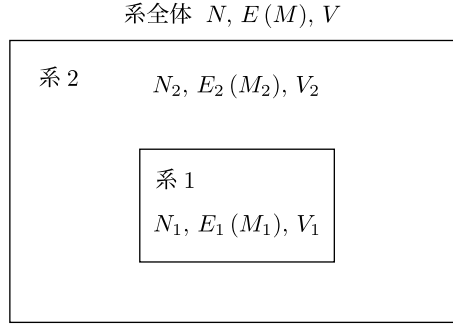 系全体 N, E (M), V
系 2 N₂, E₂ (M₂), V₂
系 1
N₁, E₁ (M₁), V₁